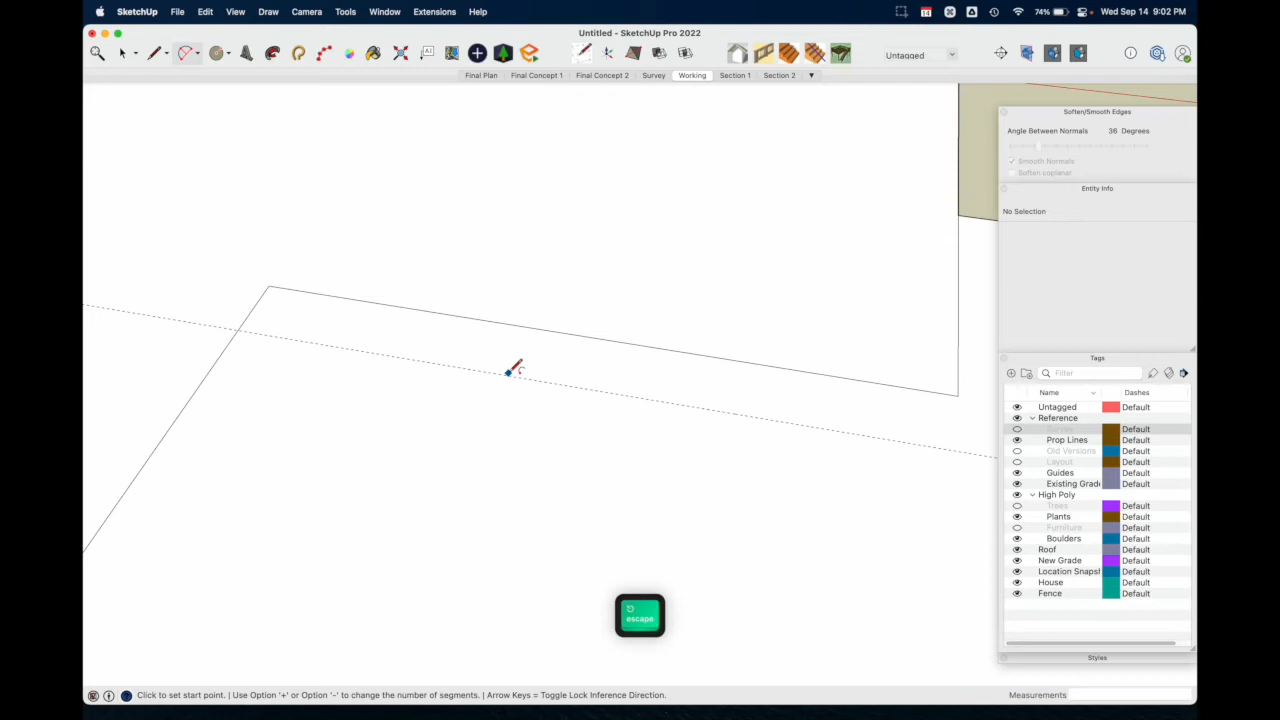 SketchUp File Edit View Draw Camera Tools Window Extensions Help 14 74% Wed Sep 14 9:02 PM
Untitled - SketchUp Pro 2022
Untagged
Final Plan Final Concept 1 Final Concept 2 Survey Working Section 1 Section 2
Soften/Smooth Edges
Angle Between Normals 36 Degrees
Smooth Normals
Soften coplanar
Entity Info
No Selection
Tags
Filter
Name Dashes
Untagged Default
Reference
Survey Default
Prop Lines Default
Old Versions Default
Layout Default
Guides Default
Existing Grade Default
High Poly
Trees Default
Plants Default
Furniture Default
Boulders Default
Roof Default
New Grade Default
Location Snapsh Default
House Default
Fence Default
escape
Styles
Click to set start point. | Use Option '+' or Option '-' to change the number of segments. | Arrow Keys = Toggle Lock Inference Direction. Measurements